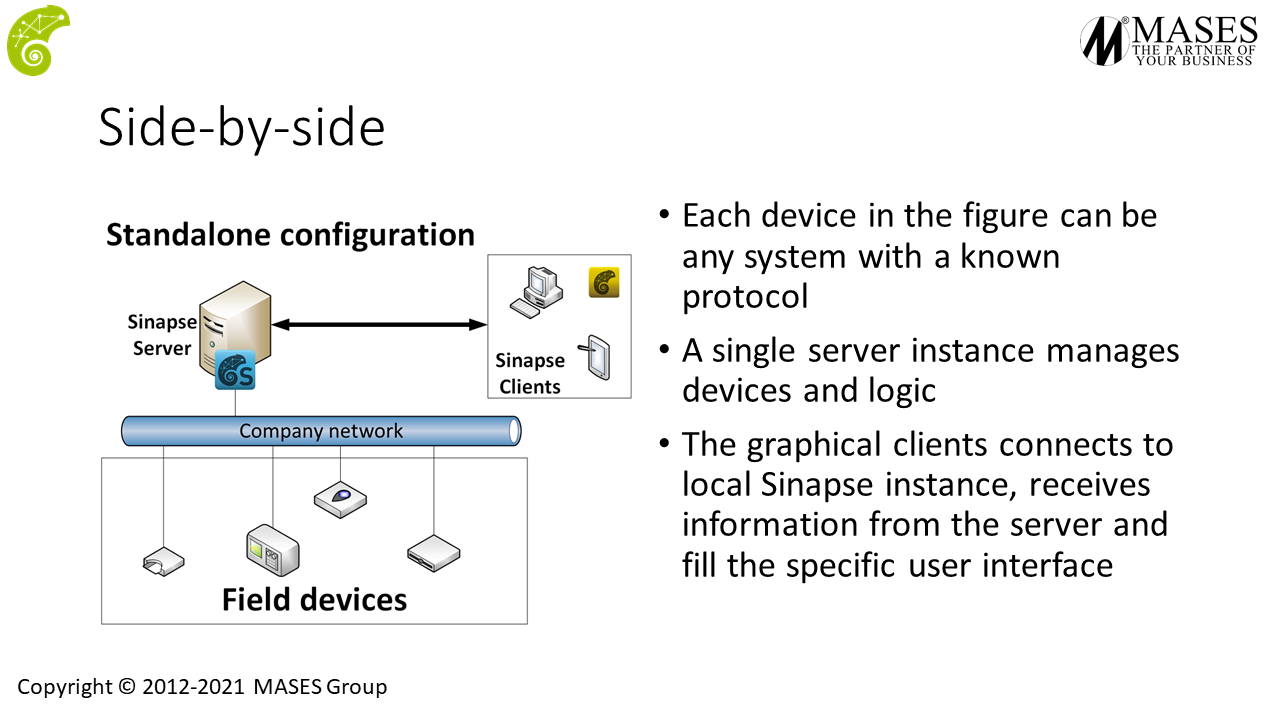 ® MASES
THE PARTNER OF
YOUR BUSINESS
Side-by-side
Standalone configuration
Sinapse
Server
S
Sinapse
Clients
Company network
Field devices
• Each device in the figure can be
any system with a known
protocol
• A single server instance manages
devices and logic
• The graphical clients connects to
local Sinapse instance, receives
information from the server and
fill the specific user interface
Copyright © 2012-2021 MASES Group